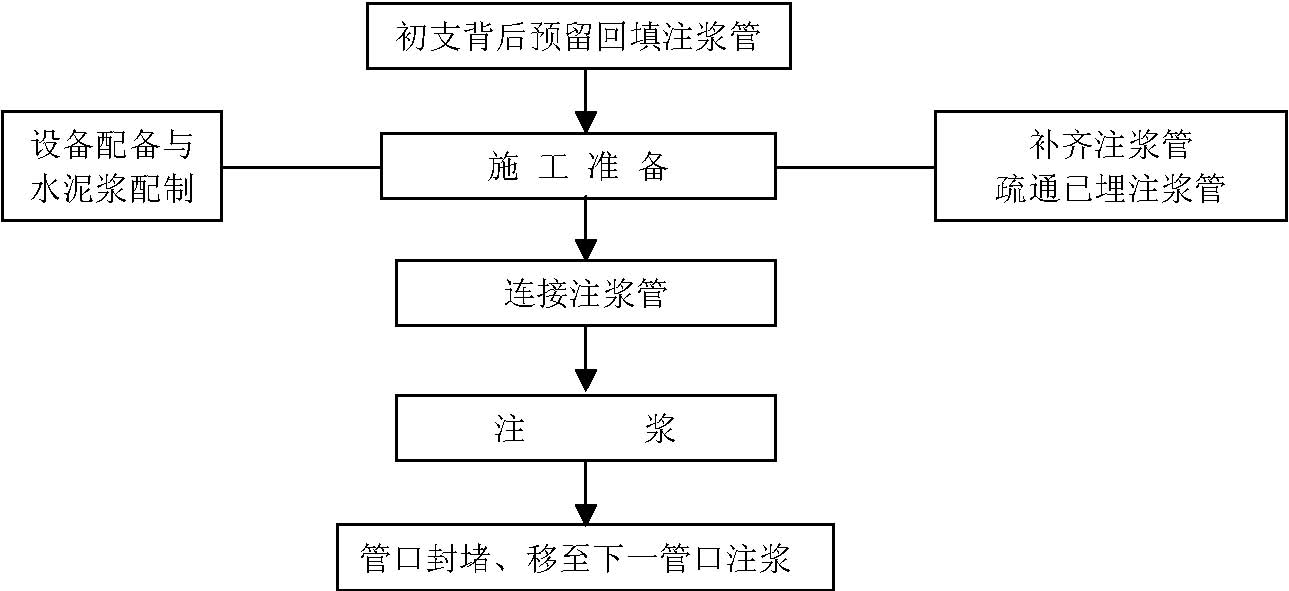 初支背后预留回填注浆管
设备配备与
水泥浆配制
施工准备
补齐注浆管
疏通已埋注浆管
连接注浆管
注浆
管口封堵、移至下一管口注浆